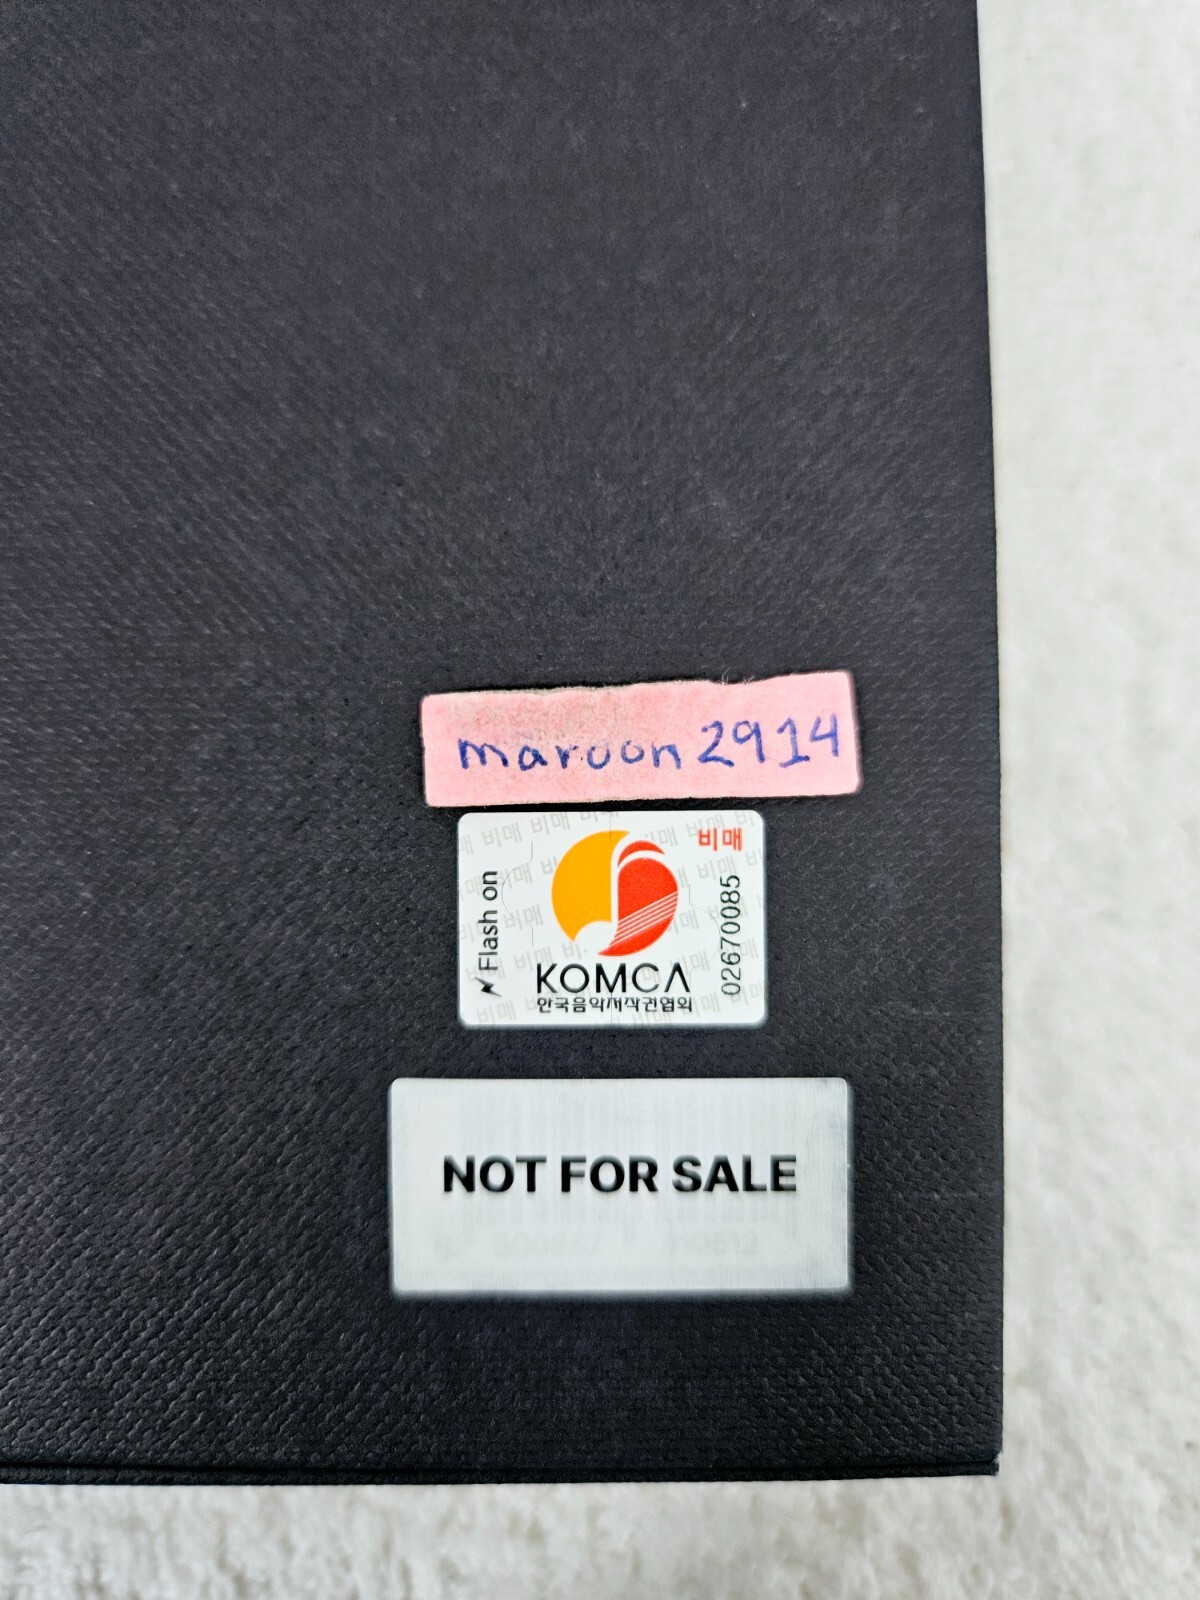 maroon2914
비매
Flash on
02670085
KOMCA
한국음악저작권협회
NOT FOR SALE